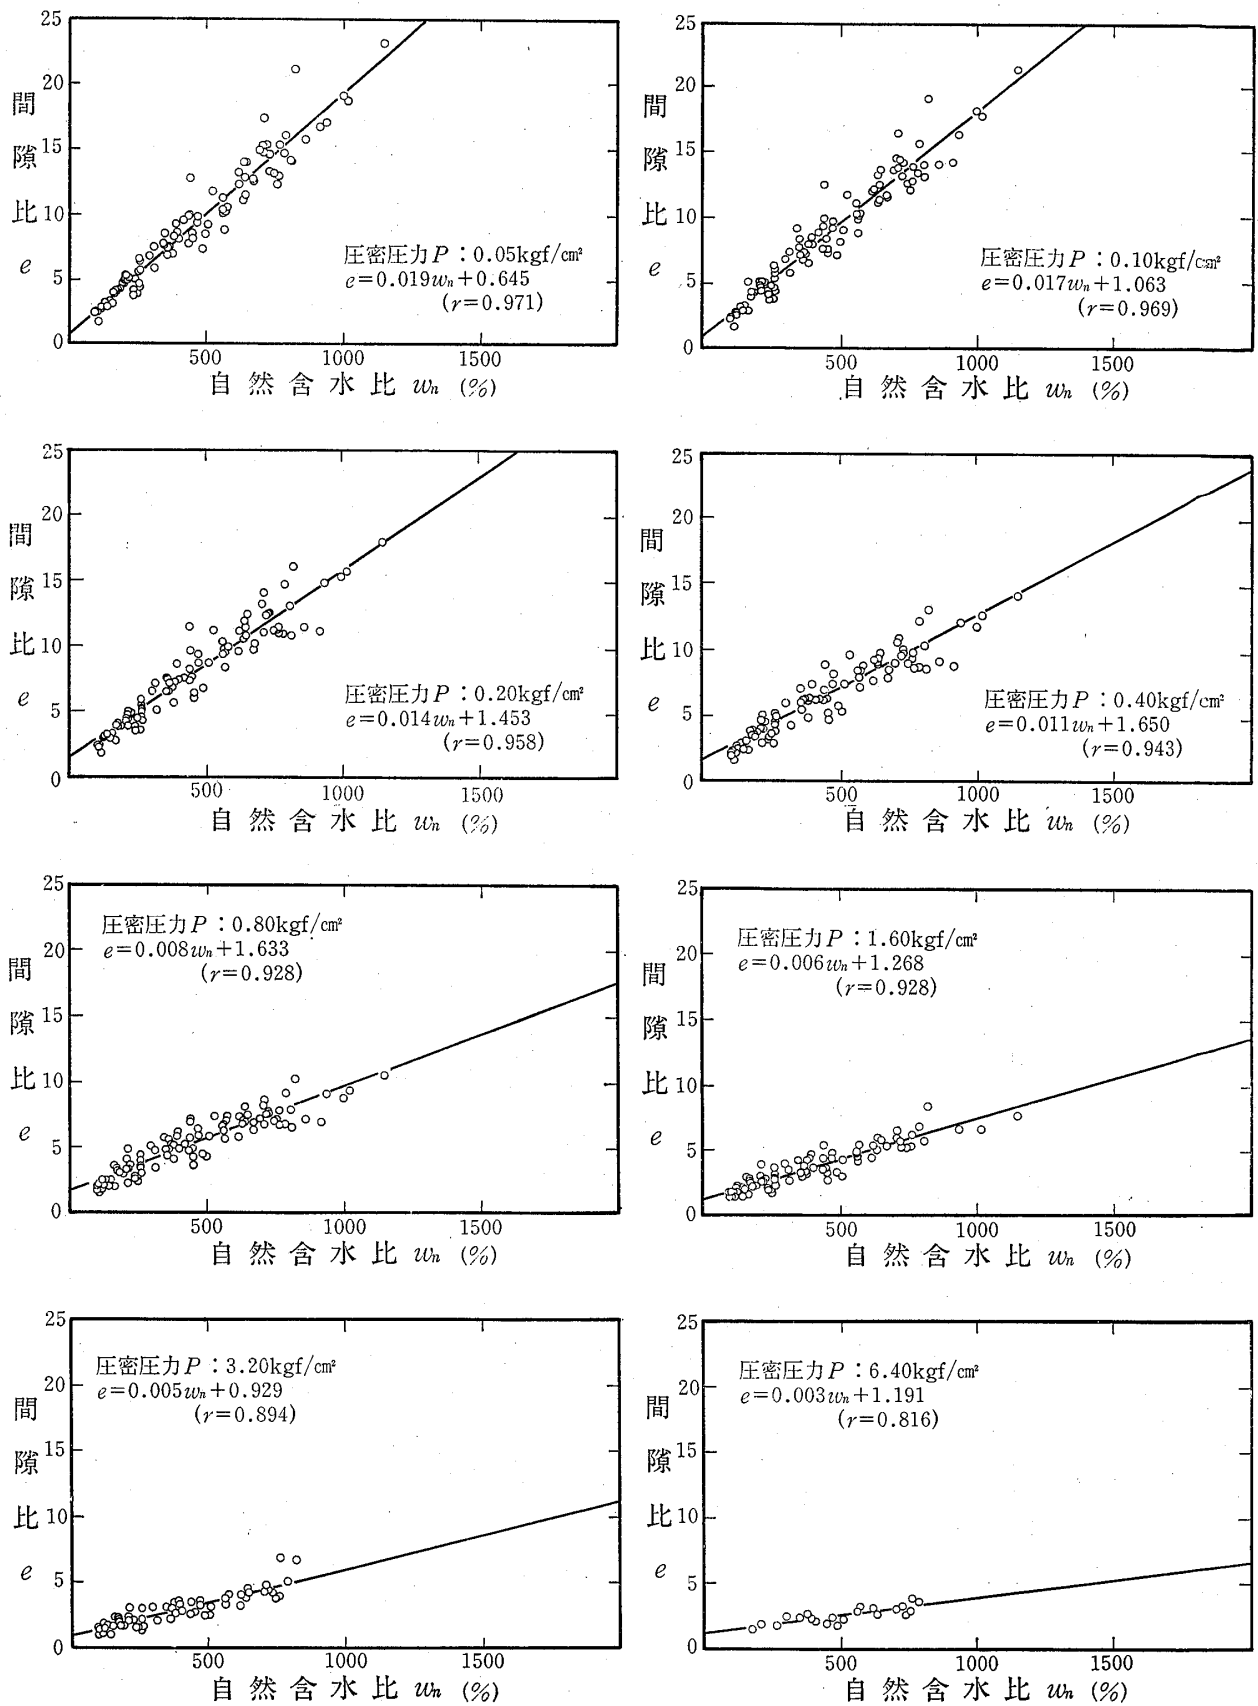 25
20
15
10
5
0
間隙比 e
圧密圧力P：0.05kgf/cm²
e=0.019wn+0.645
(r=0.971)
500 1000 1500
自然含水比 wn (%)
25
20
15
10
5
0
間隙比 e
圧密圧力P：0.10kgf/cm²
e=0.017wn+1.063
(r=0.969)
500 1000 1500
自然含水比 wn (%)
25
20
15
10
5
0
間隙比 e
圧密圧力P：0.20kgf/cm²
e=0.014wn+1.453
(r=0.958)
500 1000 1500
自然含水比 wn (%)
25
20
15
10
5
0
間隙比 e
圧密圧力P：0.40kgf/cm²
e=0.011wn+1.650
(r=0.943)
500 1000 1500
自然含水比 wn (%)
25
20
15
10
5
0
間隙比 e
圧密圧力P：0.80kgf/cm²
e=0.008wn+1.633
(r=0.928)
500 1000 1500
自然含水比 wn (%)
25
20
15
10
5
0
間隙比 e
圧密圧力P：1.60kgf/cm²
e=0.006wn+1.268
(r=0.928)
500 1000 1500
自然含水比 wn (%)
25
20
15
10
5
0
間隙比 e
圧密圧力P：3.20kgf/cm²
e=0.005wn+0.929
(r=0.894)
500 1000 1500
自然含水比 wn (%)
25
20
15
10
5
0
間隙比 e
圧密圧力P：6.40kgf/cm²
e=0.003wn+1.191
(r=0.816)
500 1000 1500
自然含水比 wn (%)